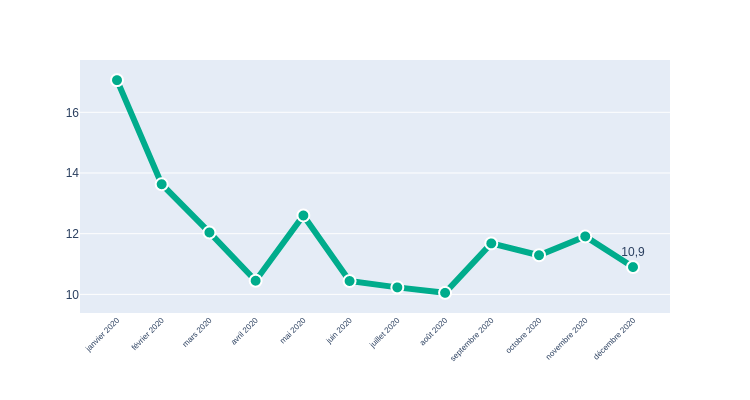 16
14
12
10
10,9
janvier 2020
février 2020
mars 2020
avril 2020
mai 2020
juin 2020
juillet 2020
août 2020
septembre 2020
octobre 2020
novembre 2020
décembre 2020